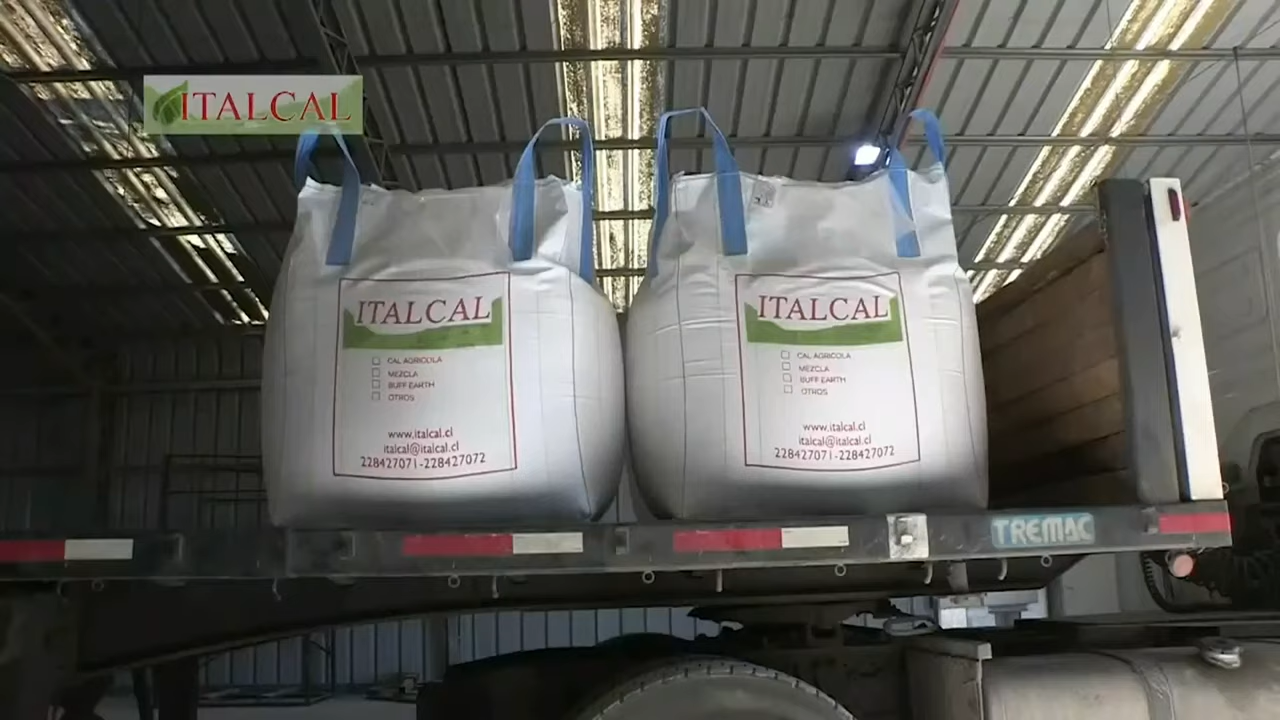 ITALCAL
ITALCAL
CAL AGRICOLA
MEZCLA
BUFF EARTH
OTROS
www.italcal.cl
italcal@italcal.cl
228427071-228427072
ITALCAL
CAL AGRICOLA
MEZCLA
BUFF EARTH
OTROS
www.italcal.cl
italcal@italcal.cl
228427071-228427072
TREMAC